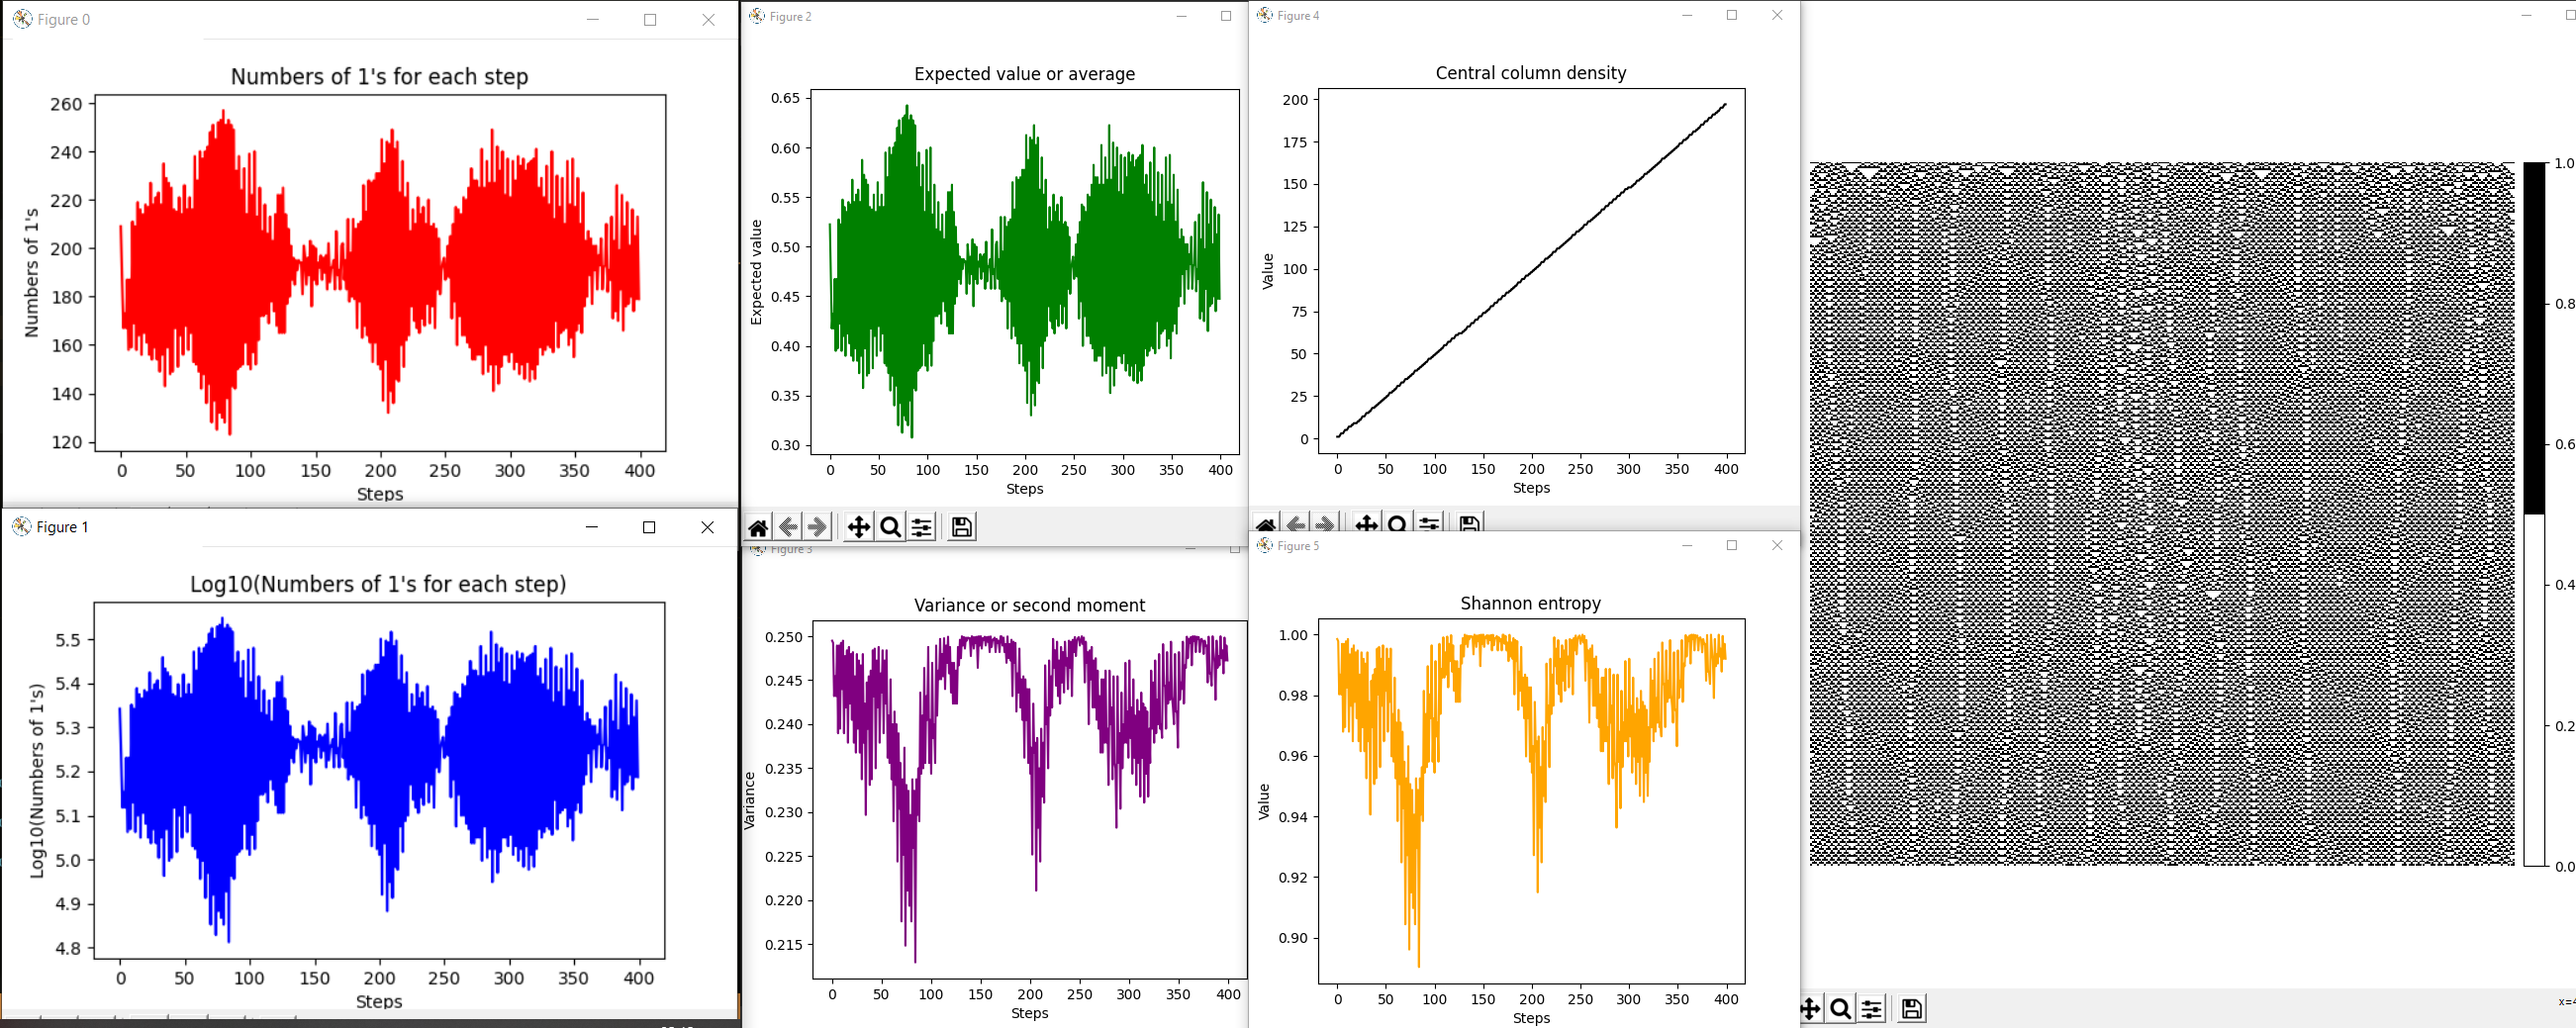 Figure 0
Numbers of 1's for each step
260
240
220
200
180
160
140
120
Numbers of 1's
0 50 100 150 200 250 300 350 400
Steps
Figure 1
Log10(Numbers of 1's for each step)
5.5
5.4
5.3
5.2
5.1
5.0
4.9
4.8
Log10(Numbers of 1's)
0 50 100 150 200 250 300 350 400
Steps
Figure 2
Expected value or average
0.65
0.60
0.55
0.50
0.45
0.40
0.35
0.30
Expected value
0 50 100 150 200 250 300 350 400
Steps
Figure 3
Variance or second moment
0.250
0.245
0.240
0.235
0.230
0.225
0.220
0.215
Variance
0 50 100 150 200 250 300 350 400
Steps
Figure 4
Central column density
200
175
150
125
100
75
50
25
0
Value
0 50 100 150 200 250 300 350 400
Steps
Figure 5
Shannon entropy
1.00
0.98
0.96
0.94
0.92
0.90
Value
0 50 100 150 200 250 300 350 400
Steps
1.0
0.8
0.6
0.4
0.2
0.0